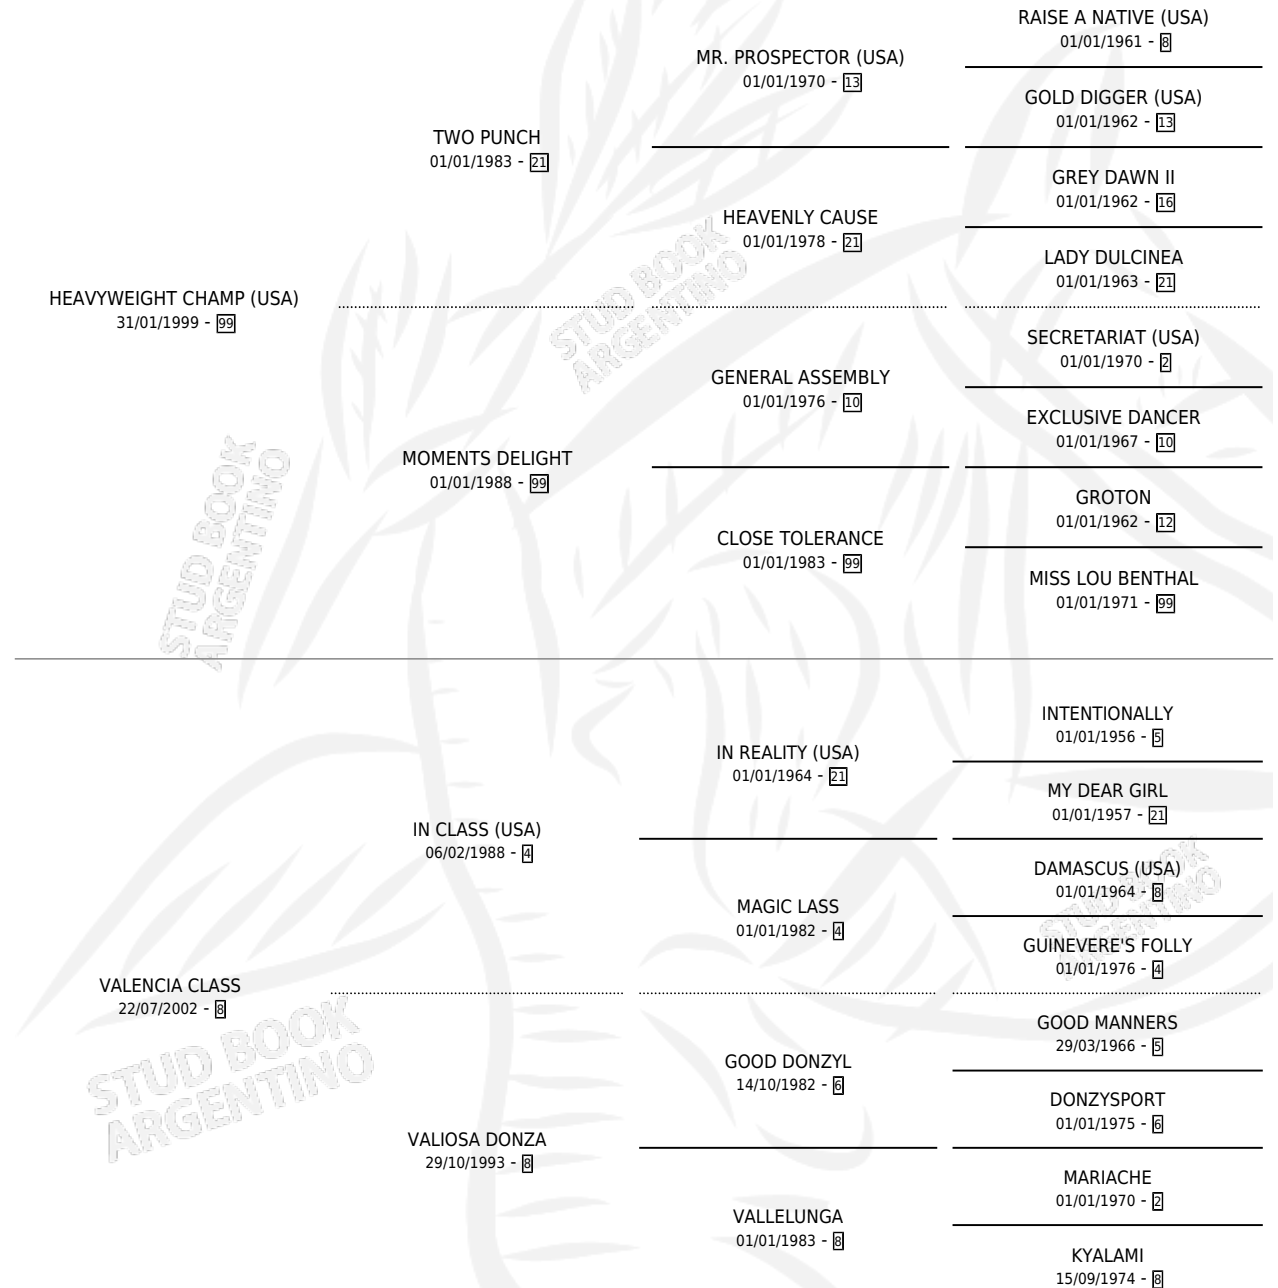 RAISE A NATIVE (USA)
01/01/1961 - 8
MR. PROSPECTOR (USA)
01/01/1970 - 13
GOLD DIGGER (USA)
01/01/1962 - 13
TWO PUNCH
01/01/1983 - 21
GREY DAWN II
01/01/1962 - 16
HEAVENLY CAUSE
01/01/1978 - 21
LADY DULCINEA
01/01/1963 - 21
HEAVYWEIGHT CHAMP (USA)
31/01/1999 - 99
STUD BOOK
ARGENTINO
SECRETARIAT (USA)
01/01/1970 - 2
GENERAL ASSEMBLY
01/01/1976 - 10
EXCLUSIVE DANCER
01/01/1967 - 10
MOMENTS DELIGHT
01/01/1988 - 99
GROTON
01/01/1962 - 12
CLOSE TOLERANCE
01/01/1983 - 99
MISS LOU BENTHAL
01/01/1971 - 99
STUD BOOK
ARGENTINO
INTENTIONALLY
01/01/1956 - 5
IN REALITY (USA)
01/01/1964 - 21
MY DEAR GIRL
01/01/1957 - 21
IN CLASS (USA)
06/02/1988 - 4
DAMASCUS (USA)
01/01/1964 - 8
MAGIC LASS
01/01/1982 - 4
STUD BOOK
ARGENTINO
GUINEVERE'S FOLLY
01/01/1976 - 4
VALENCIA CLASS
22/07/2002 - 8
STUD BOOK
ARGENTINO
GOOD MANNERS
29/03/1966 - 5
GOOD DONZYL
14/10/1982 - 6
DONZYSPORT
01/01/1975 - 6
VALIOSA DONZA
29/10/1993 - 8
MARIACHE
01/01/1970 - 2
VALLELUNGA
01/01/1983 - 8
KYALAMI
15/09/1974 - 8